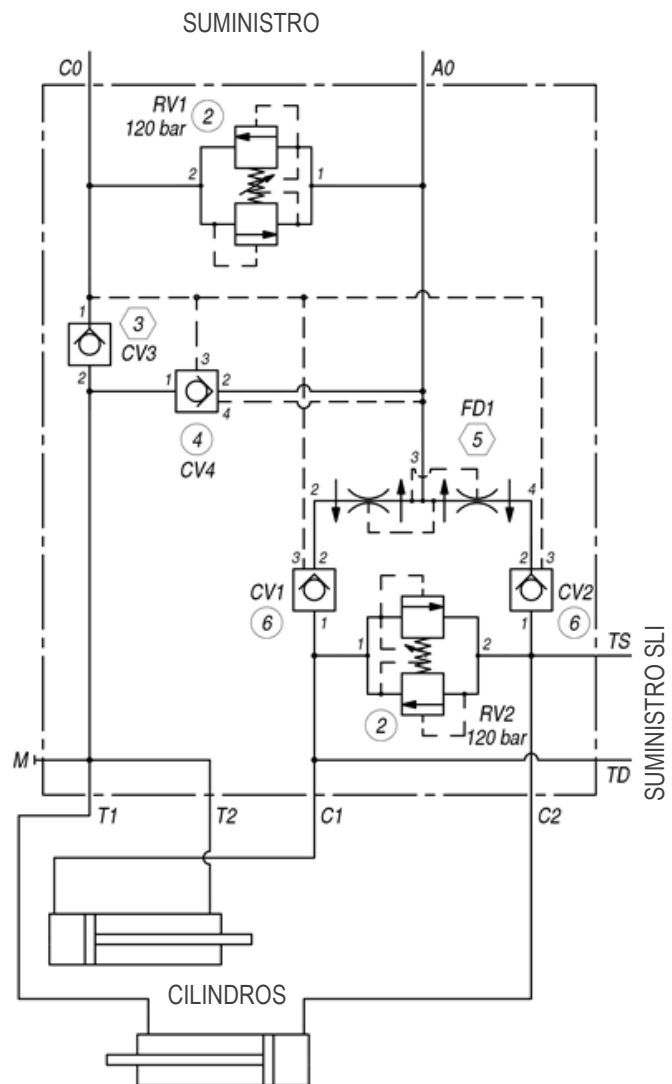 SUMINISTRO
C0
A0
RV1
120 bar
2
2
1
1
3
CV3
2
3
1
2
4
4
CV4
FD1
5
3
2
4
3
2
CV1
6
1
2
3
CV2
6
1
1
2
2
RV2
120 bar
TS
SUMINISTRO SLI
M
TD
T1
T2
C1
C2
CILINDROS